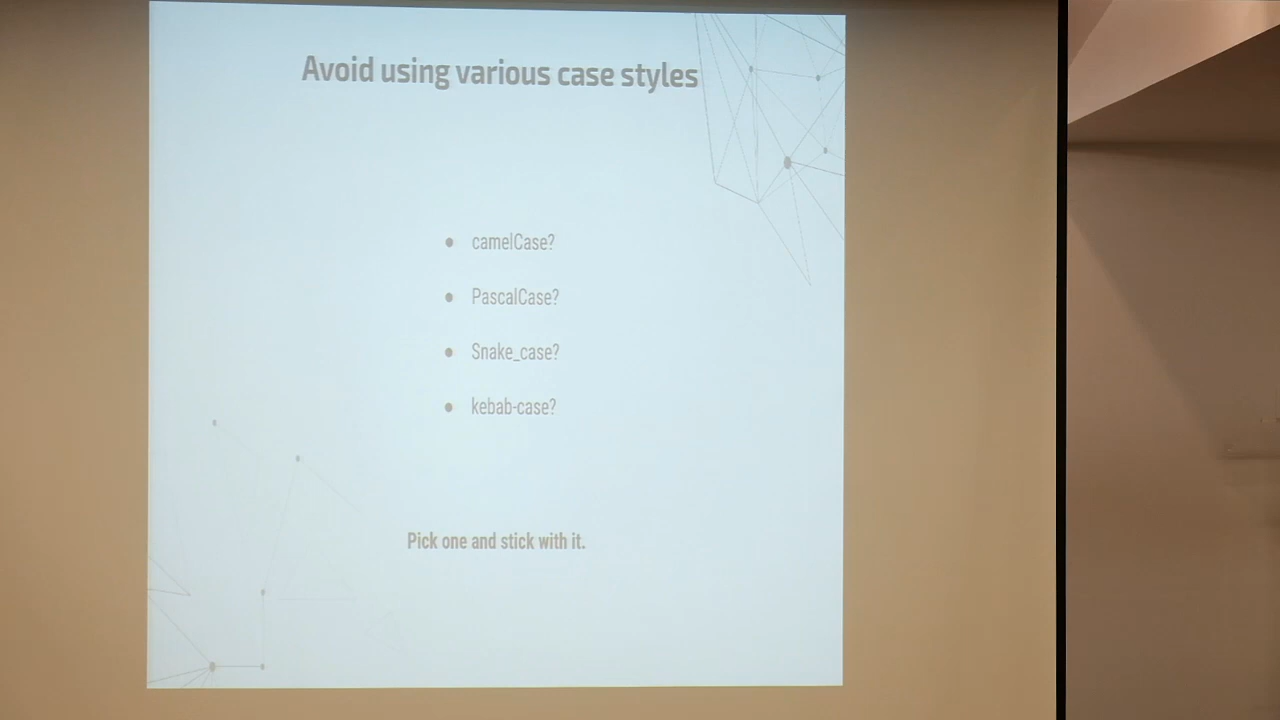 Avoid using various case styles
● camelCase?
● PascalCase?
● Snake_case?
● kebab-case?
Pick one and stick with it.